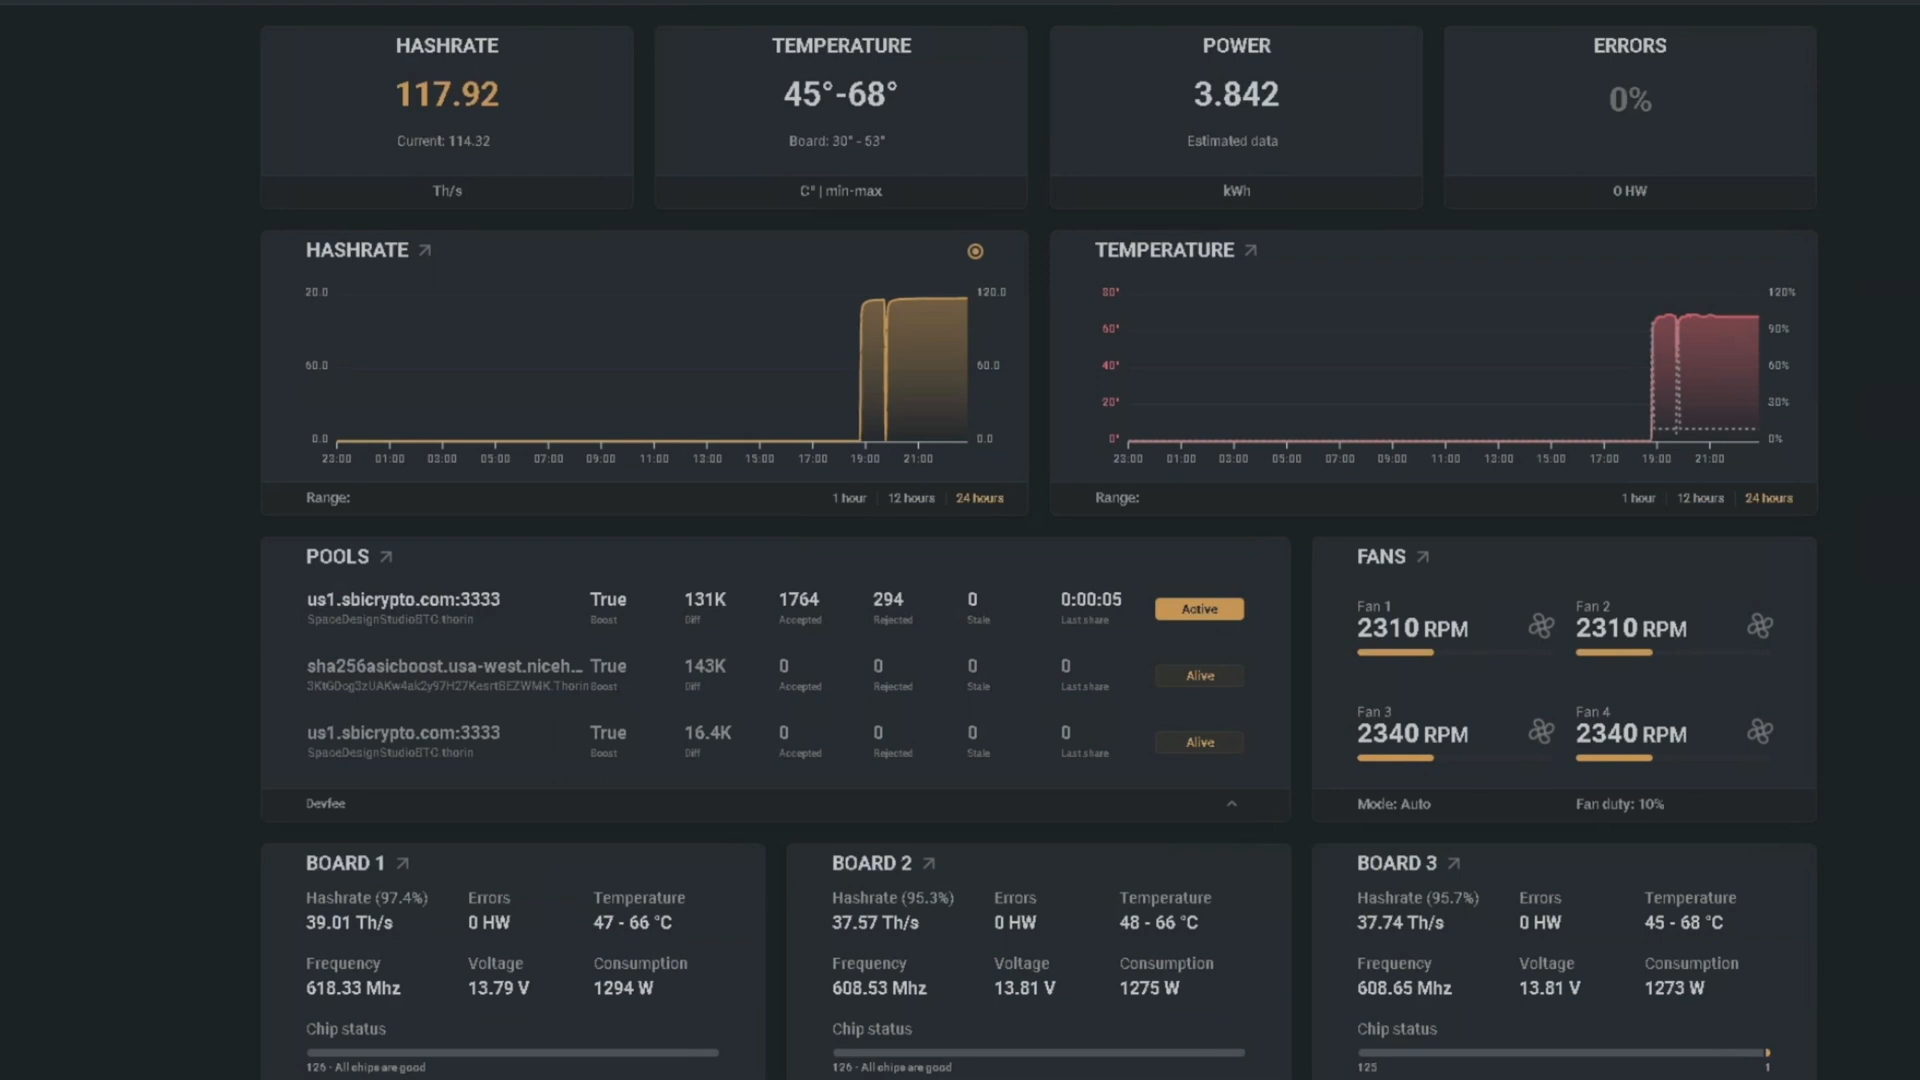 HASHRATE
117.92
Current: 114.32
Th/s
TEMPERATURE
45°-68°
Board: 30° - 53°
C° | min-max
POWER
3.842
Estimated data
kWh
ERRORS
0%
0 HW
HASHRATE
20.0 120.0
60.0 60.0
0.0 0.0
23:00 01:00 03:00 05:00 07:00 09:00 11:00 13:00 15:00 17:00 19:00 21:00
Range: 1 hour 12 hours 24 hours
TEMPERATURE
80° 120%
60° 90%
40° 60%
20° 30%
0° 0%
23:00 01:00 03:00 05:00 07:00 09:00 11:00 13:00 15:00 17:00 19:00 21:00
Range: 1 hour 12 hours 24 hours
POOLS
us1.sbicrypto.com:3333 True 131K 1764 294 0 0:00:05 Active
SpaceDesignStudioBTC.thorin Boost Diff Accepted Rejected Stale Last share
sha256asicboost.usa-west.niceh... True 143K 0 0 0 0 Alive
Boost Diff Accepted Rejected Stale Last share
us1.sbicrypto.com:3333 True 16.4K 0 0 0 0 Alive
SpaceDesignStudioBTC.thorin Boost Diff Accepted Rejected Stale Last share
Devfee
FANS
Fan 1 Fan 2
2310 RPM 2310 RPM
Fan 3 Fan 4
2340 RPM 2340 RPM
Mode: Auto Fan duty: 10%
BOARD 1
Hashrate (97.4%) Errors Temperature
39.01 Th/s 0 HW 47 - 66 °C
Frequency Voltage Consumption
618.33 Mhz 13.79 V 1294 W
Chip status
126 - All chips are good
BOARD 2
Hashrate (95.3%) Errors Temperature
37.57 Th/s 0 HW 48 - 66 °C
Frequency Voltage Consumption
608.53 Mhz 13.81 V 1275 W
Chip status
126 - All chips are good
BOARD 3
Hashrate (95.7%) Errors Temperature
37.74 Th/s 0 HW 45 - 68 °C
Frequency Voltage Consumption
608.65 Mhz 13.81 V 1273 W
Chip status
125 1